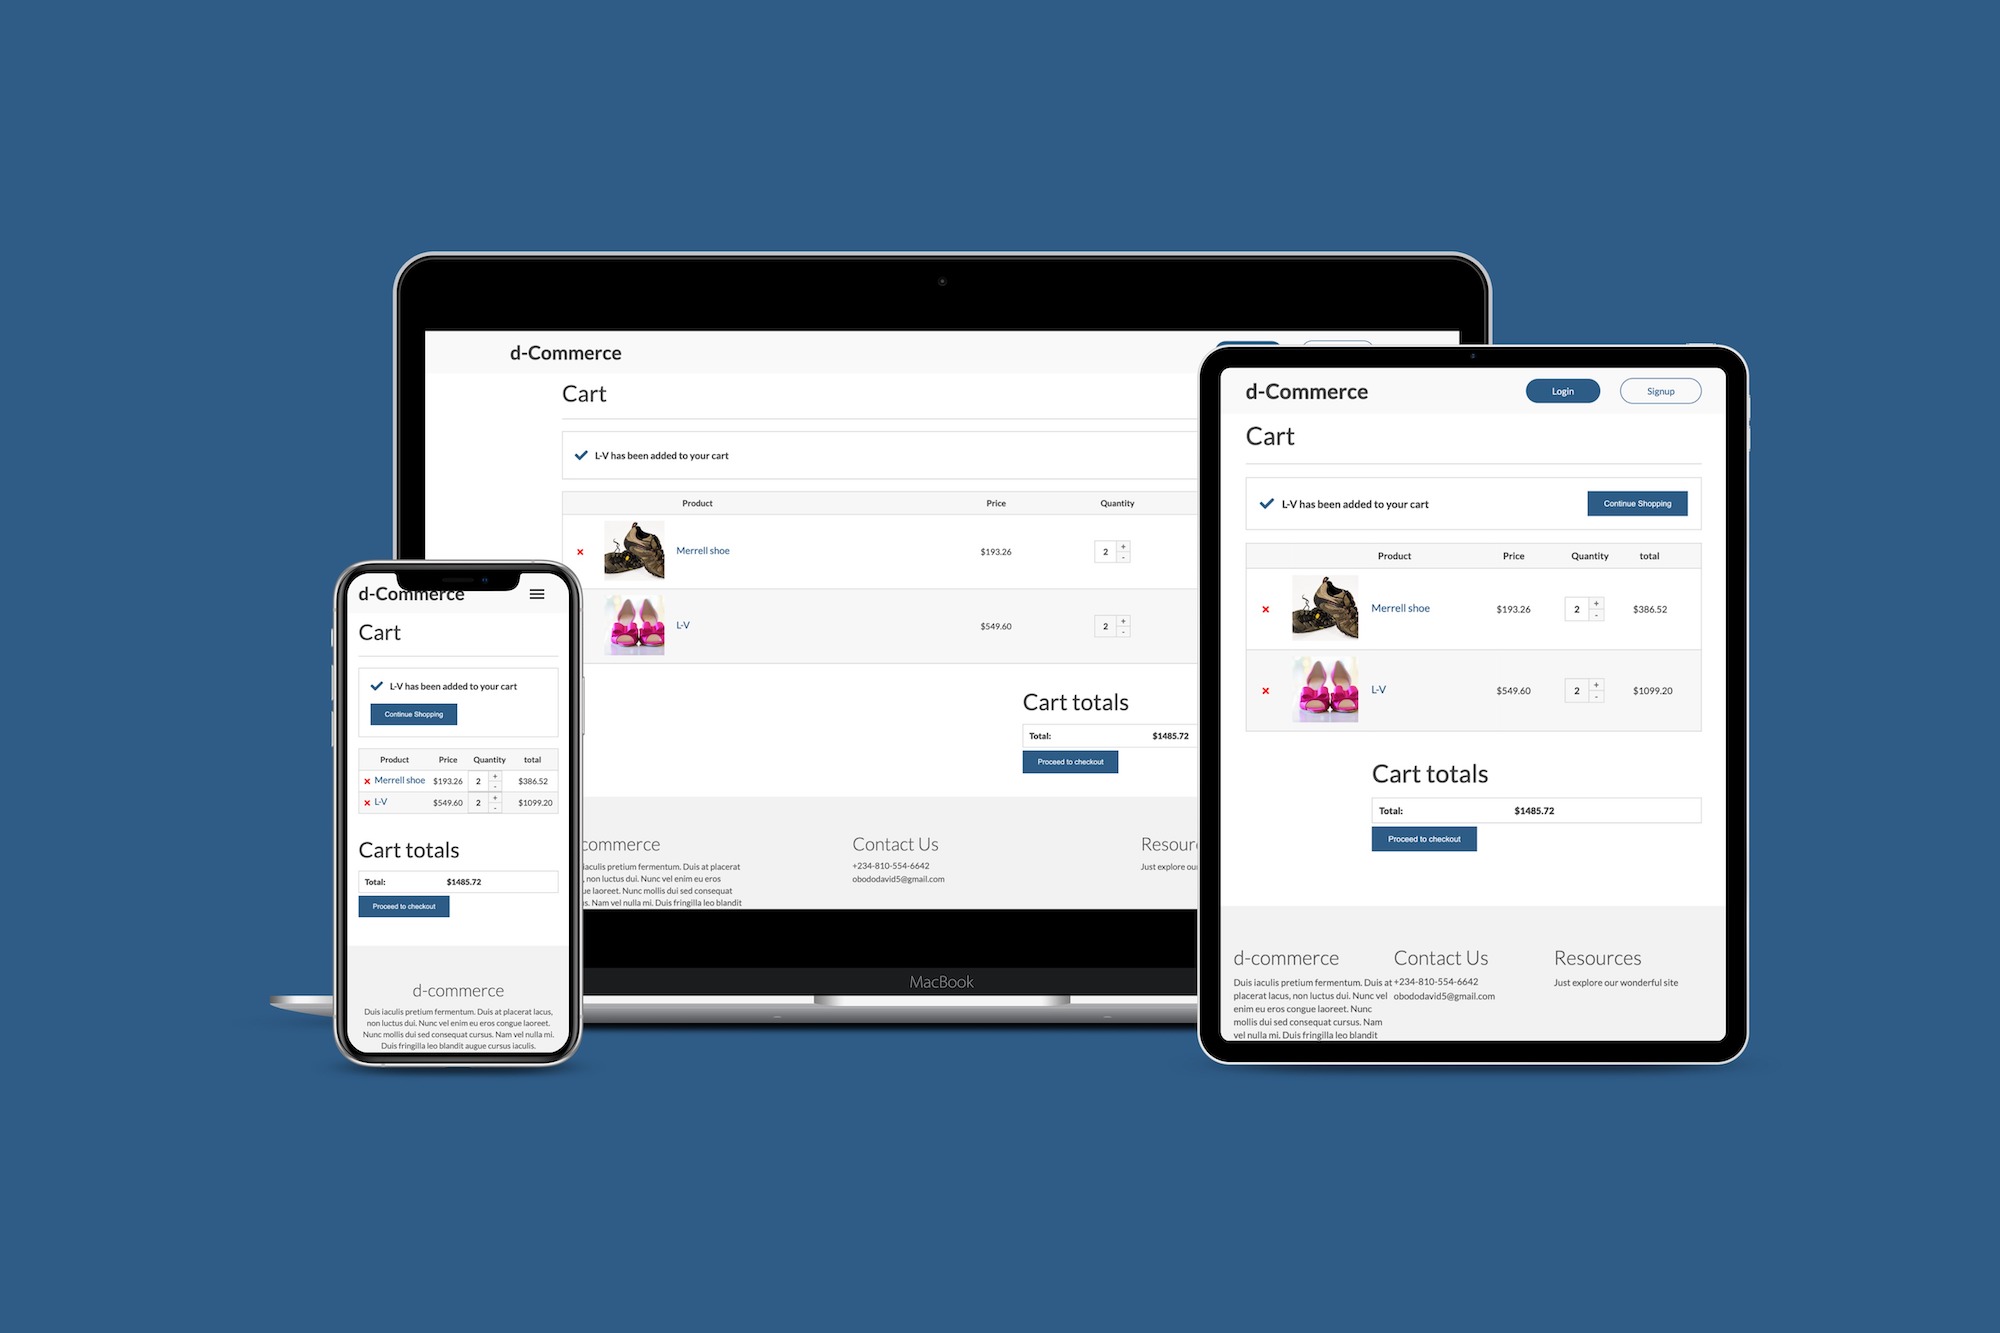 d-Commerce
Cart
L-V has been added to your cart
Product Price Quantity
Merrell shoe $193.26 2 + -
L-V $549.60 2 + -
Cart totals
Total: $1485.72
Proceed to checkout
commerce
iaculis pretium fermentum. Duis at placerat
, non luctus dui. Nunc vel enim eu eros
ue laoreet. Nunc mollis dui sed consequat
s. Nam vel nulla mi. Duis fringilla leo blandit
Contact Us
+234-810-554-6642
obododavid5@gmail.com
Resour
Just explore ou
MacBook
d-Commerce
Cart
L-V has been added to your cart
Continue Shopping
Product Price Quantity total
Merrell shoe $193.26 2 + - $386.52
L-V $549.60 2 + - $1099.20
Cart totals
Total: $1485.72
Proceed to checkout
d-commerce
Duis iaculis pretium fermentum. Duis at placerat lacus,
non luctus dui. Nunc vel enim eu eros congue laoreet.
Nunc mollis dui sed consequat cursus. Nam vel nulla mi.
Duis fringilla leo blandit augue cursus iaculis.
d-Commerce
Login
Signup
Cart
L-V has been added to your cart
Continue Shopping
Product Price Quantity total
Merrell shoe $193.26 2 + - $386.52
L-V $549.60 2 + - $1099.20
Cart totals
Total: $1485.72
Proceed to checkout
d-commerce
Duis iaculis pretium fermentum. Duis at
placerat lacus, non luctus dui. Nunc vel
enim eu eros congue laoreet. Nunc
mollis dui sed consequat cursus. Nam
vel nulla mi. Duis fringilla leo blandit
Contact Us
+234-810-554-6642
obododavid5@gmail.com
Resources
Just explore our wonderful site